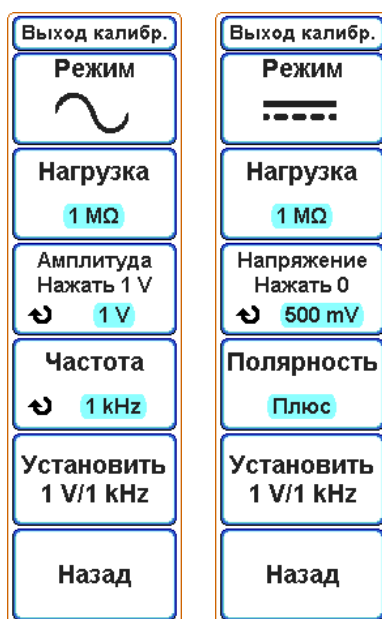 Выход калибр.
Режим
Нагрузка
1 MΩ
Амплитуда
Нажать 1 V
1 V
Частота
1 kHz
Установить
1 V/1 kHz
Назад
Выход калибр.
Режим
Нагрузка
1 MΩ
Напряжение
Нажать 0
500 mV
Полярность
Плюс
Установить
1 V/1 kHz
Назад